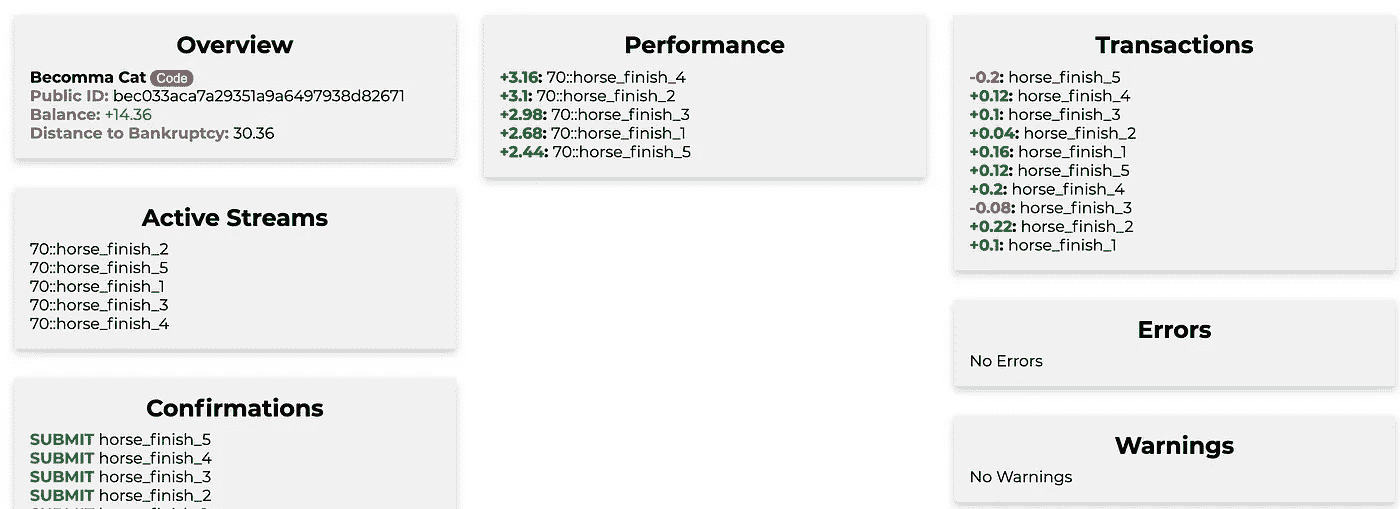 Overview
Becomma Cat Code
Public ID: bec033aca7a29351a9a6497938d82671
Balance: +14.36
Distance to Bankruptcy: 30.36
Active Streams
70::horse_finish_2
70::horse_finish_5
70::horse_finish_1
70::horse_finish_3
70::horse_finish_4
Confirmations
SUBMIT horse_finish_5
SUBMIT horse_finish_4
SUBMIT horse_finish_3
SUBMIT horse_finish_2
Performance
+3.16: 70::horse_finish_4
+3.1: 70::horse_finish_2
+2.98: 70::horse_finish_3
+2.68: 70::horse_finish_1
+2.44: 70::horse_finish_5
Transactions
-0.2: horse_finish_5
+0.12: horse_finish_4
+0.1: horse_finish_3
+0.04: horse_finish_2
+0.16: horse_finish_1
+0.12: horse_finish_5
+0.2: horse_finish_4
-0.08: horse_finish_3
+0.22: horse_finish_2
+0.1: horse_finish_1
Errors
No Errors
Warnings
No Warnings